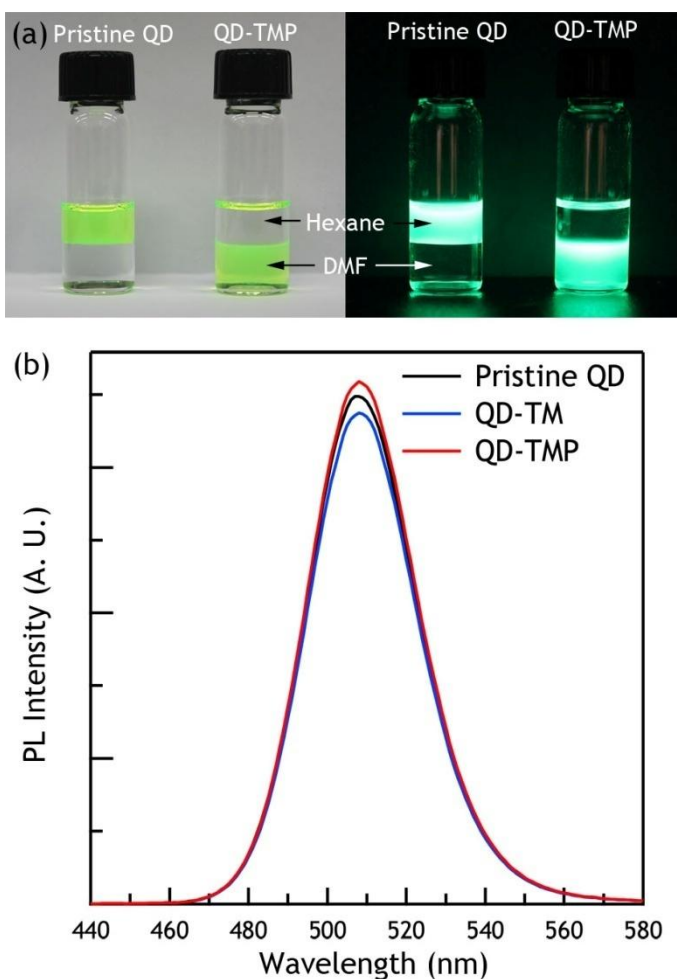 (a)
Pristine QD QD-TMP Pristine QD QD-TMP
Hexane
DMF
(b)
Pristine QD
QD-TM
QD-TMP
PL Intensity (A. U.)
440 460 480 500 520 540 560 580
Wavelength (nm)